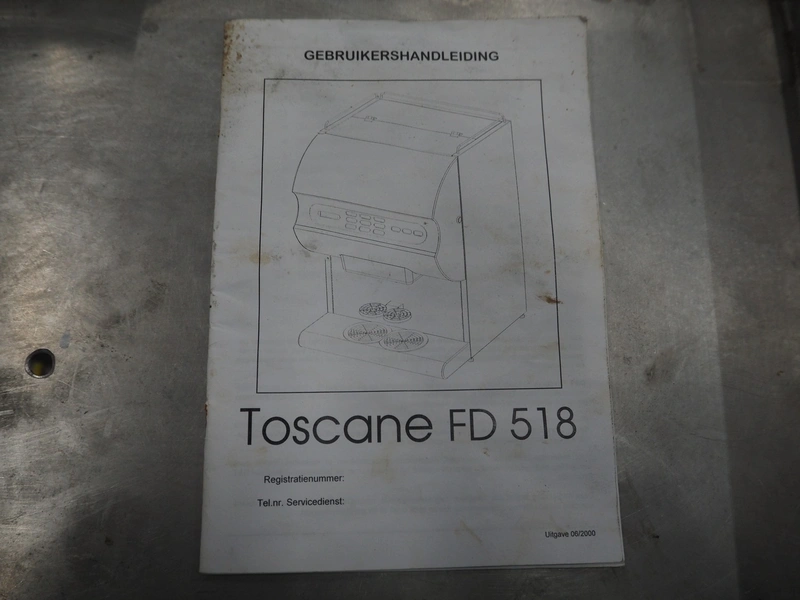 GEBRUIKERSHANDLEIDING
Toscane FD 518
Registratienummer:
Tel.nr. Servicedienst:
Uitgave 06/2000